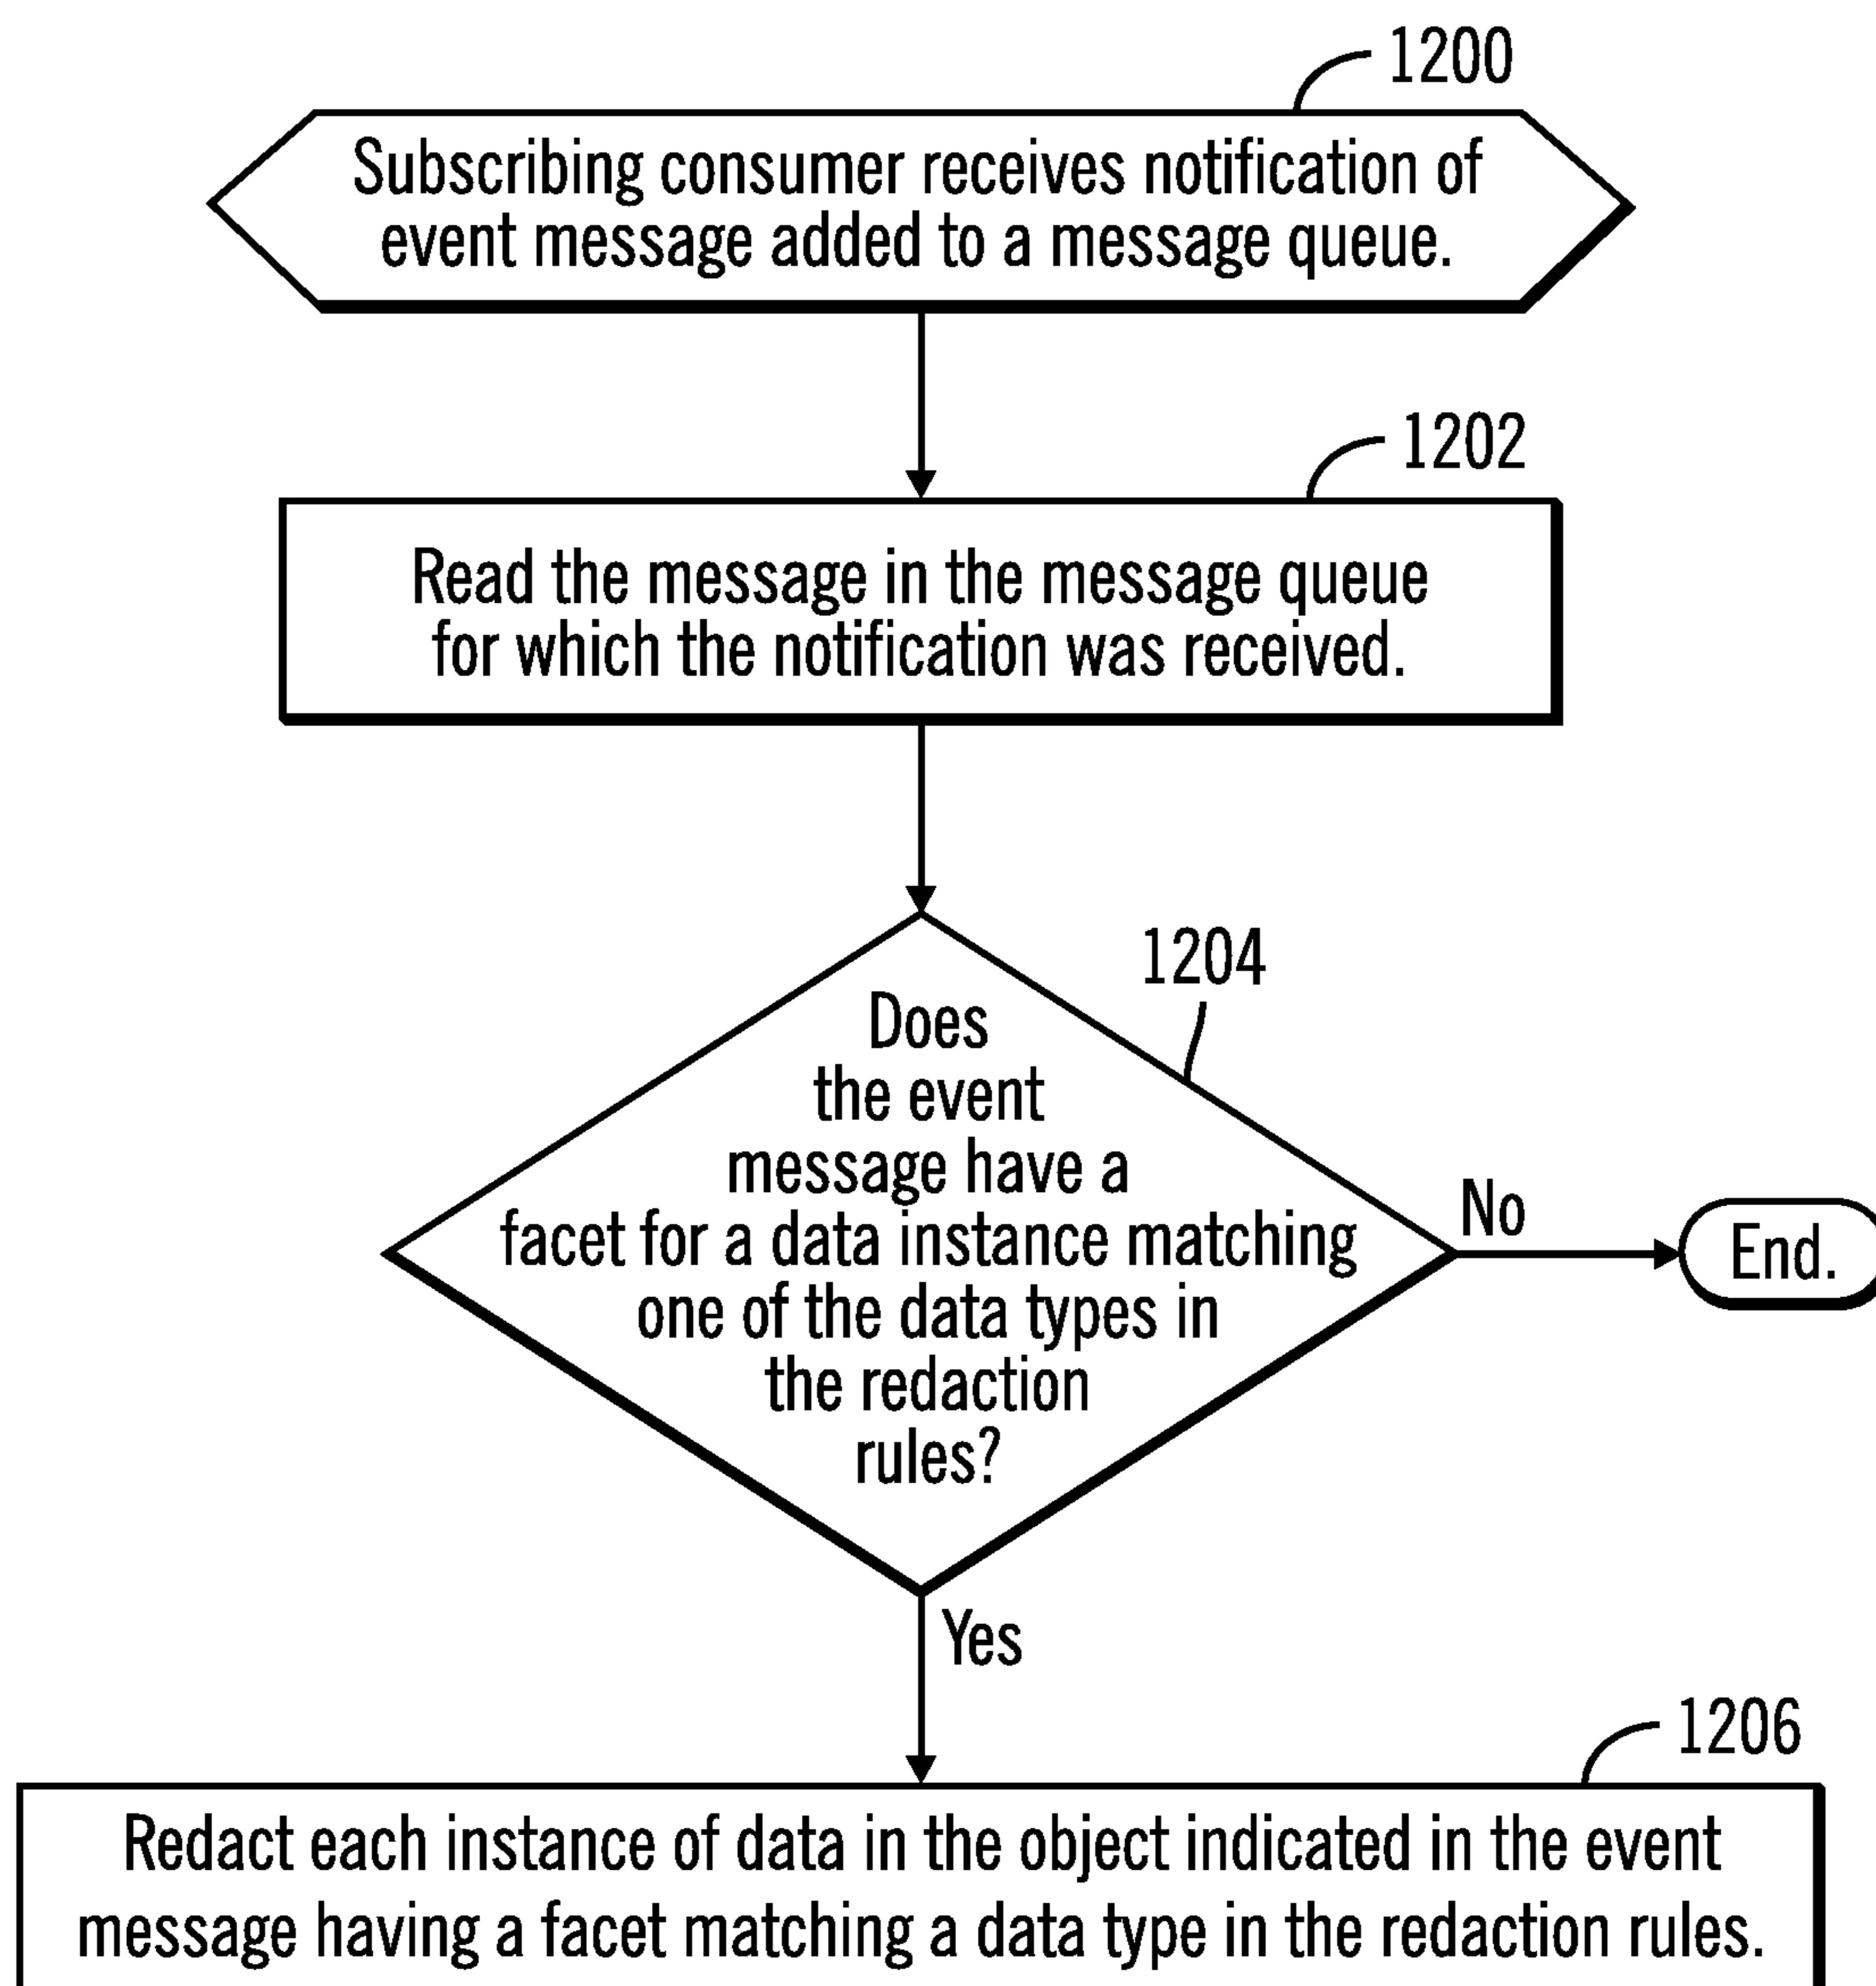 1200
Subscribing consumer receives notification of
event message added to a message queue.
1202
Read the message in the message queue
for which the notification was received.
1204
Does
the event
message have a
facet for a data instance matching
one of the data types in
the redaction
rules?
No
End.
Yes
1206
Redact each instance of data in the object indicated in the event
message having a facet matching a data type in the redaction rules.